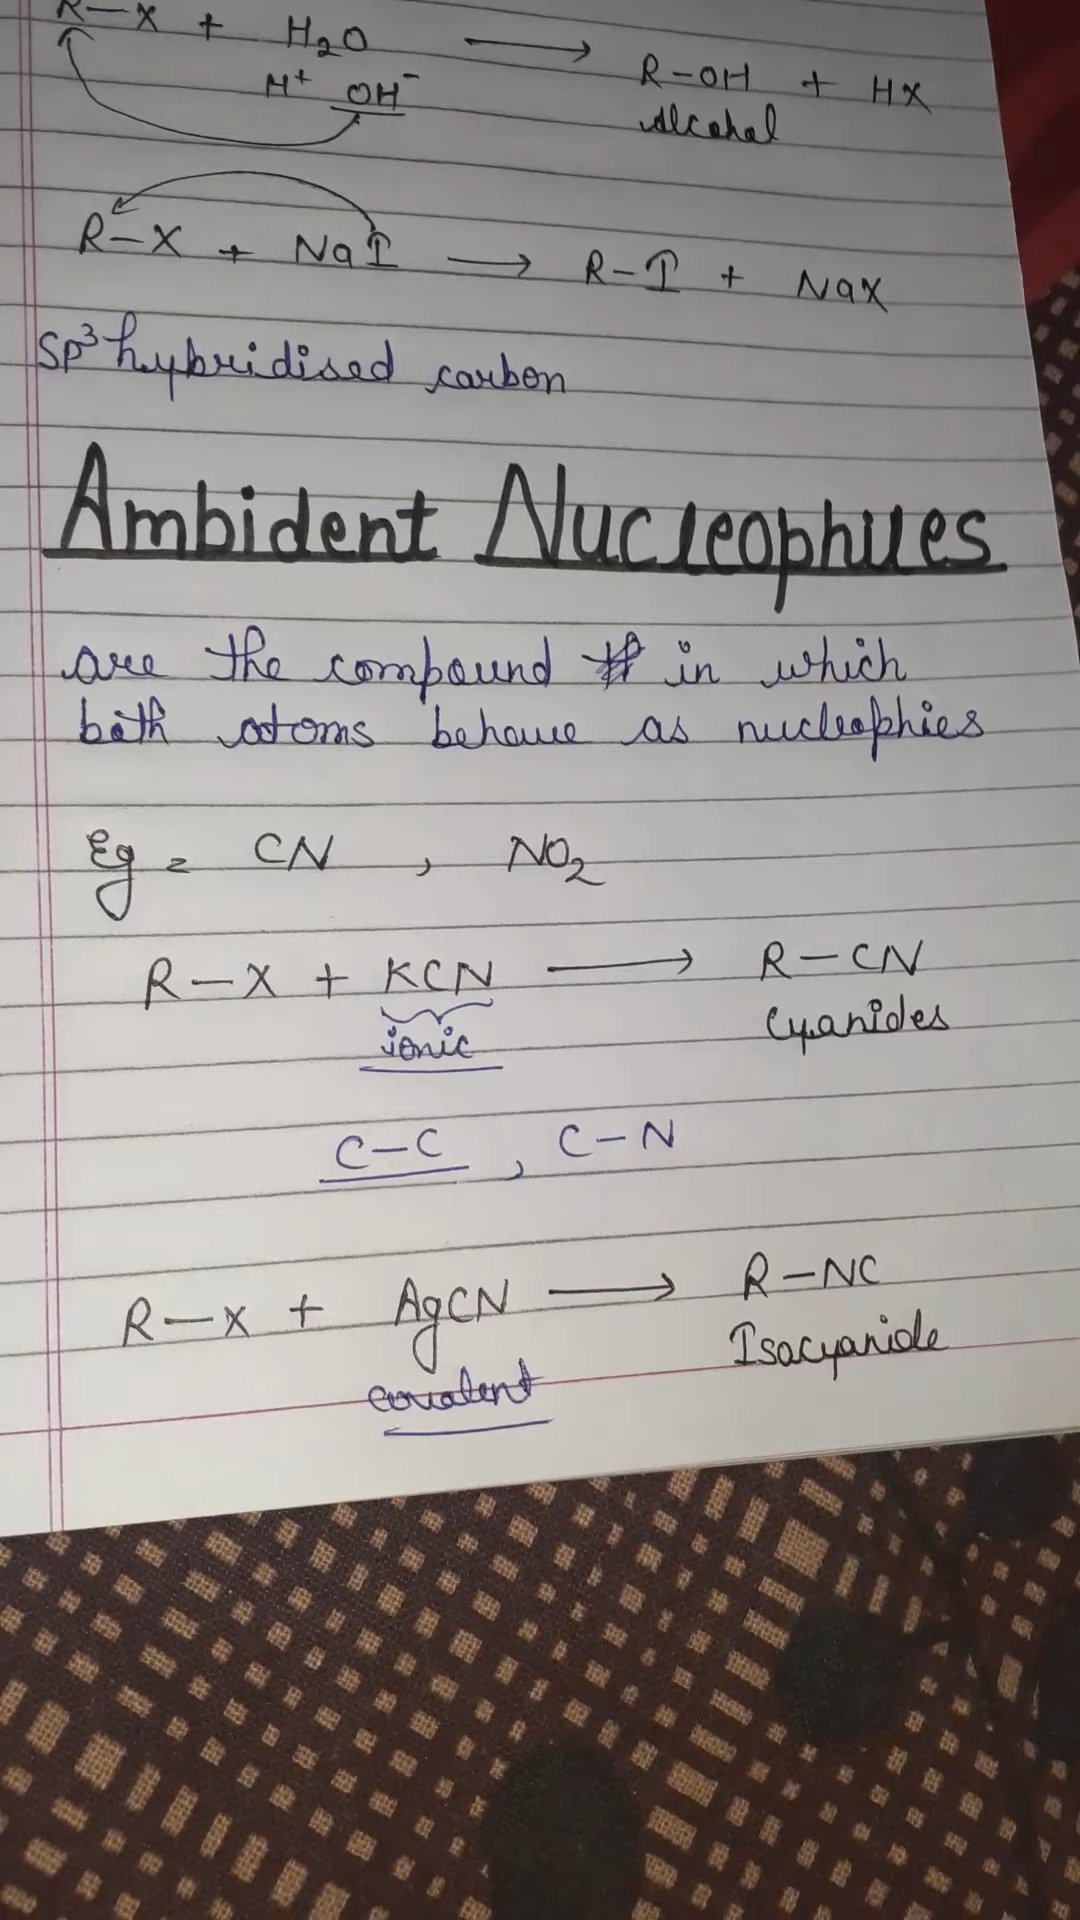 R-X + H₂O ⟶ R-OH + HX
H⁺ OH⁻ Alcohal
R-X + NaI ⟶ R-I + NaX
SP³ hybridised carbon
Ambident Nucleophiles
are the compound in which
both atoms behave as nucleophies
Eg = CN , NO₂
R-X + KCN ⟶ R-CN
ionic Cyanides
C-C , C-N
R-X + AgCN ⟶ R-NC
covalent Isacyanide